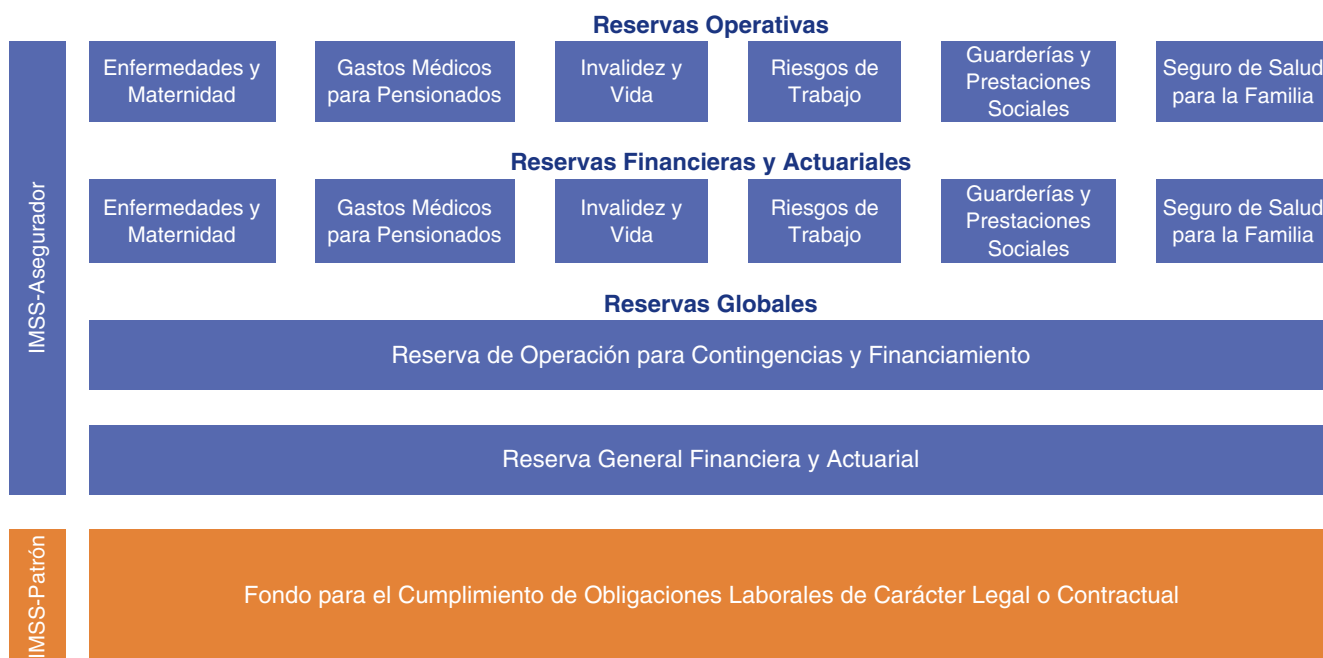 Reservas Operativas
IMSS-Asegurador
Enfermedades y
Maternidad
Gastos Médicos
para Pensionados
Invalidez y
Vida
Riesgos de
Trabajo
Guarderías y
Prestaciones
Sociales
Seguro de Salud
para la Familia
Reservas Financieras y Actuariales
Enfermedades y
Maternidad
Gastos Médicos
para Pensionados
Invalidez y
Vida
Riesgos de
Trabajo
Guarderías y
Prestaciones
Sociales
Seguro de Salud
para la Familia
Reservas Globales
Reserva de Operación para Contingencias y Financiamiento
Reserva General Financiera y Actuarial
IMSS-Patrón
Fondo para el Cumplimiento de Obligaciones Laborales de Carácter Legal o Contractual